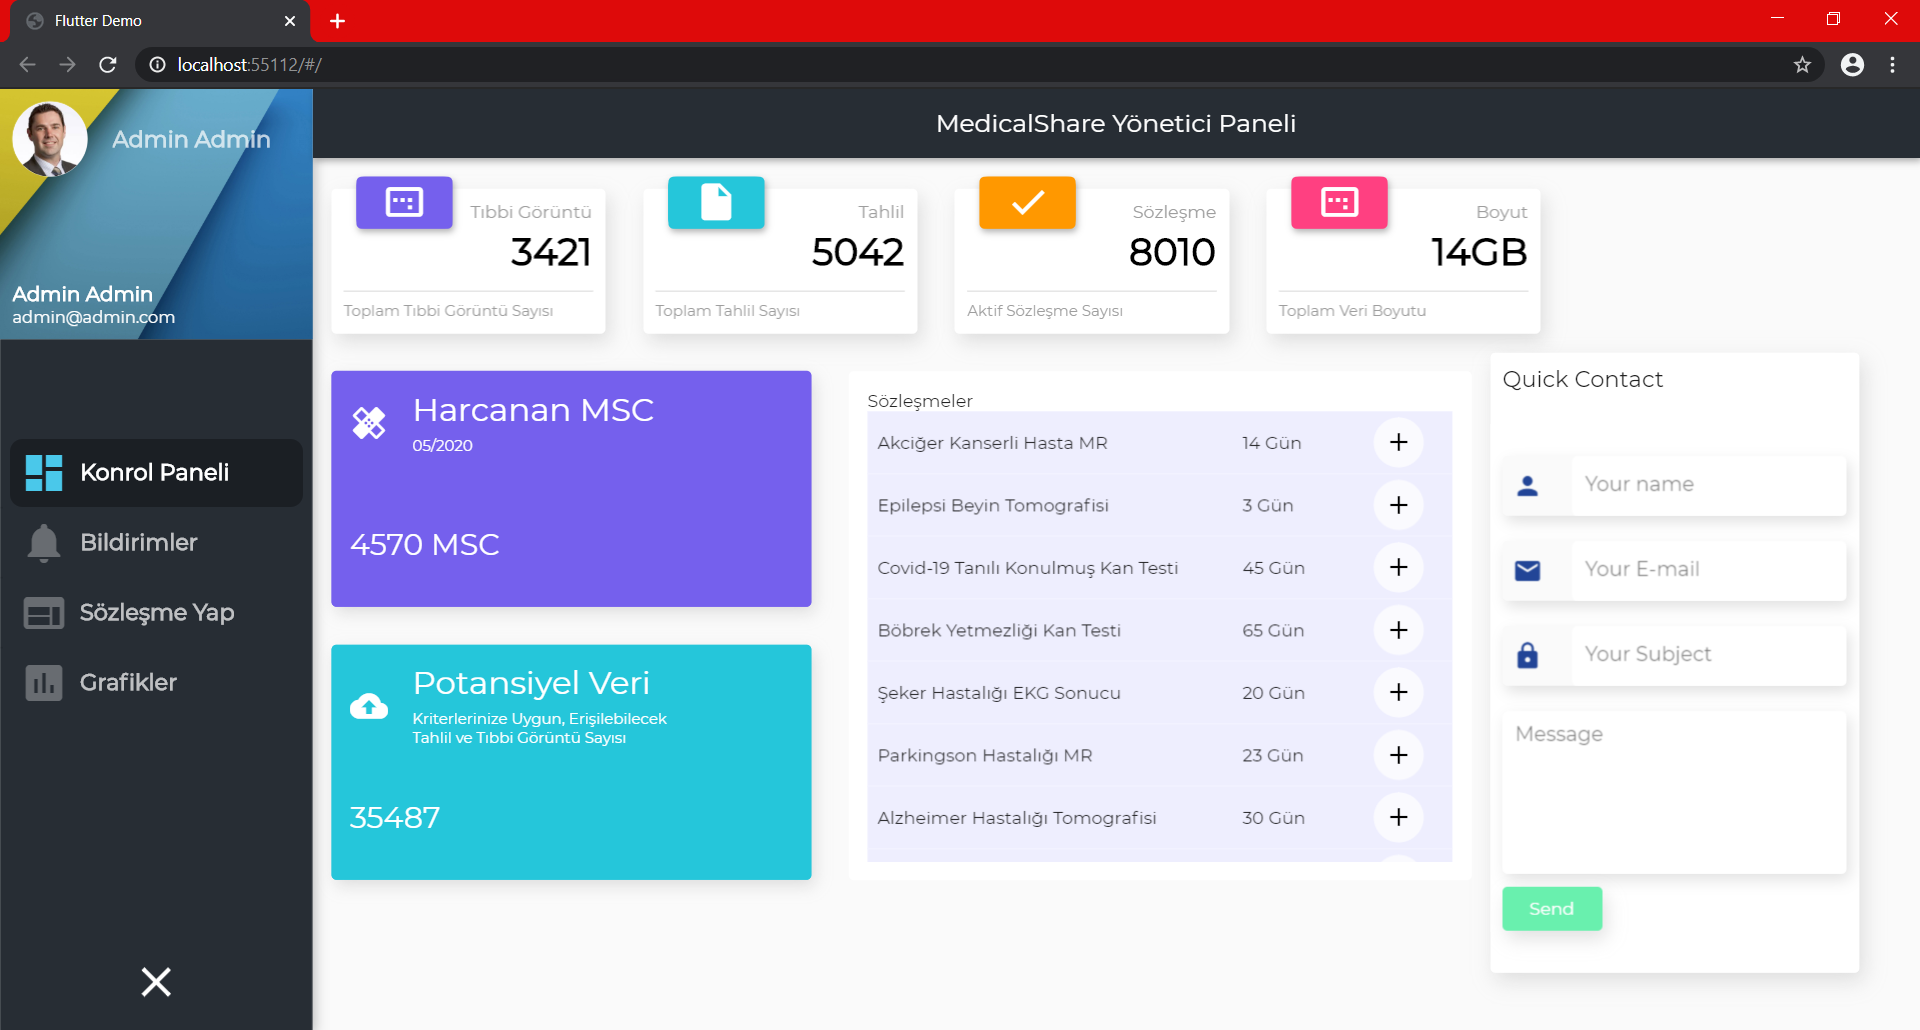 Flutter Demo
localhost:55112/#/
Admin Admin
Admin Admin
admin@admin.com
Konrol Paneli
Bildirimler
Sözleşme Yap
Grafikler
MedicalShare Yönetici Paneli
Tıbbi Görüntü
3421
Toplam Tıbbi Görüntü Sayısı
Tahlil
5042
Toplam Tahlil Sayısı
Sözleşme
8010
Aktif Sözleşme Sayısı
Boyut
14GB
Toplam Veri Boyutu
Harcanan MSC
05/2020
4570 MSC
Potansiyel Veri
Kriterlerinize Uygun, Erişilebilecek
Tahlil ve Tıbbi Görüntü Sayısı
35487
Sözleşmeler
Akciğer Kanserli Hasta MR 14 Gün
Epilepsi Beyin Tomografisi 3 Gün
Covid-19 Tanılı Konulmuş Kan Testi 45 Gün
Böbrek Yetmezliği Kan Testi 65 Gün
Şeker Hastalığı EKG Sonucu 20 Gün
Parkingson Hastalığı MR 23 Gün
Alzheimer Hastalığı Tomografisi 30 Gün
Quick Contact
Your name
Your E-mail
Your Subject
Message
Send